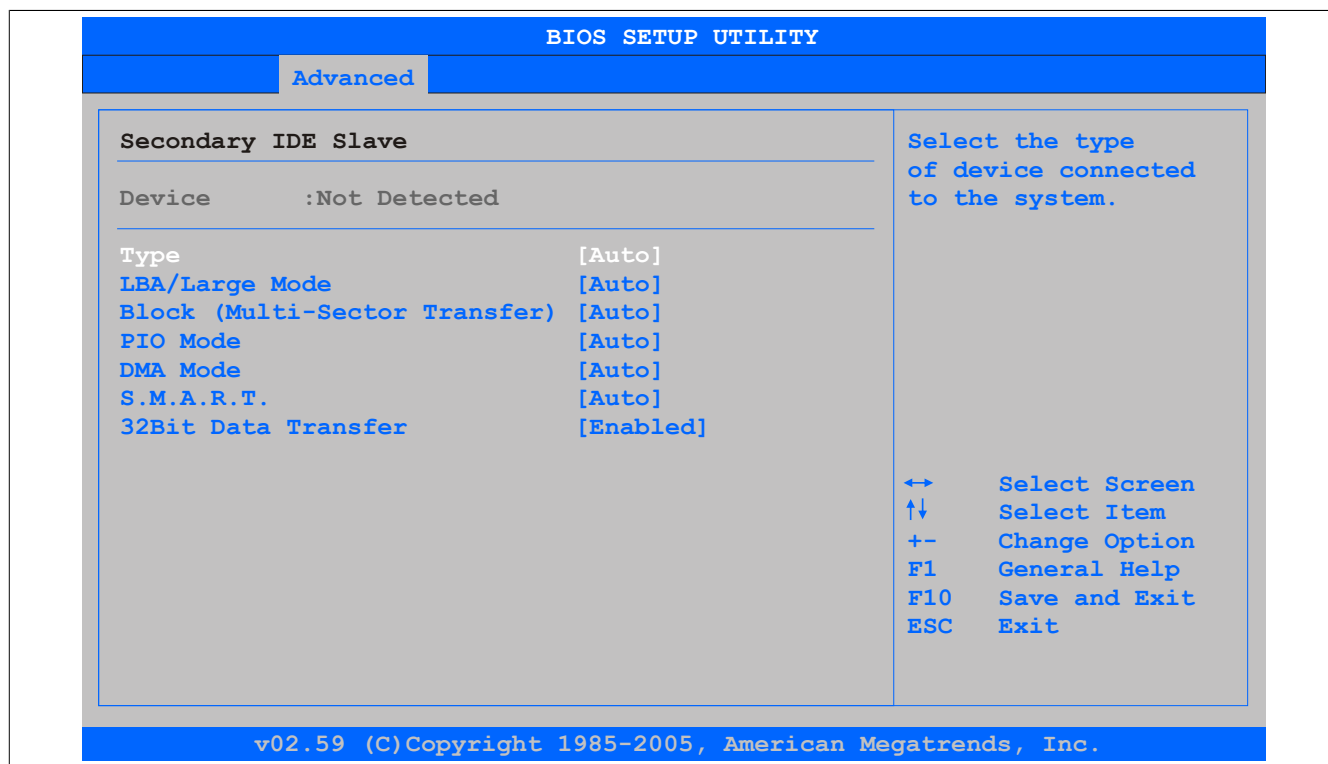 BIOS SETUP UTILITY
Advanced
Secondary IDE Slave
Device :Not Detected
Type [Auto]
LBA/Large Mode [Auto]
Block (Multi-Sector Transfer) [Auto]
PIO Mode [Auto]
DMA Mode [Auto]
S.M.A.R.T. [Auto]
32Bit Data Transfer [Enabled]
Select the type
of device connected
to the system.
↔ Select Screen
↑↓ Select Item
+- Change Option
F1 General Help
F10 Save and Exit
ESC Exit
v02.59 (C)Copyright 1985-2005, American Megatrends, Inc.